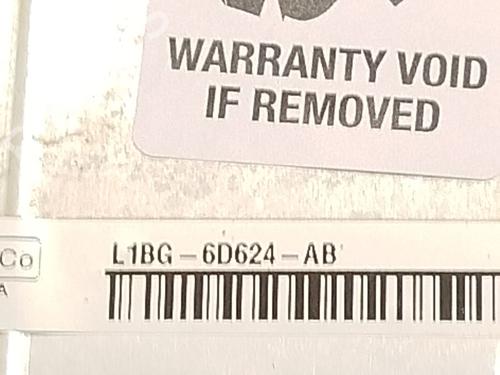 WARRANTY VOID
IF REMOVED
L1BG-6D624-AB
Co
A